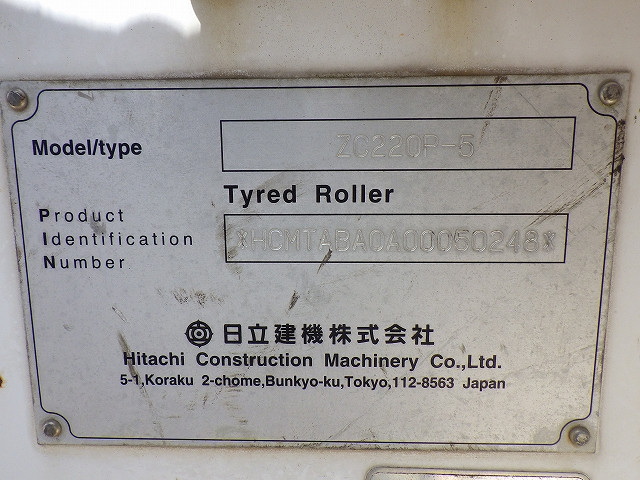 Model/type
ZC220P-5
Tyred Roller
Product
Identification
Number
*HCMTABA0A00050248*
日立建機株式会社
Hitachi Construction Machinery Co.,Ltd.
5-1,Koraku 2-chome,Bunkyo-ku,Tokyo,112-8563 Japan